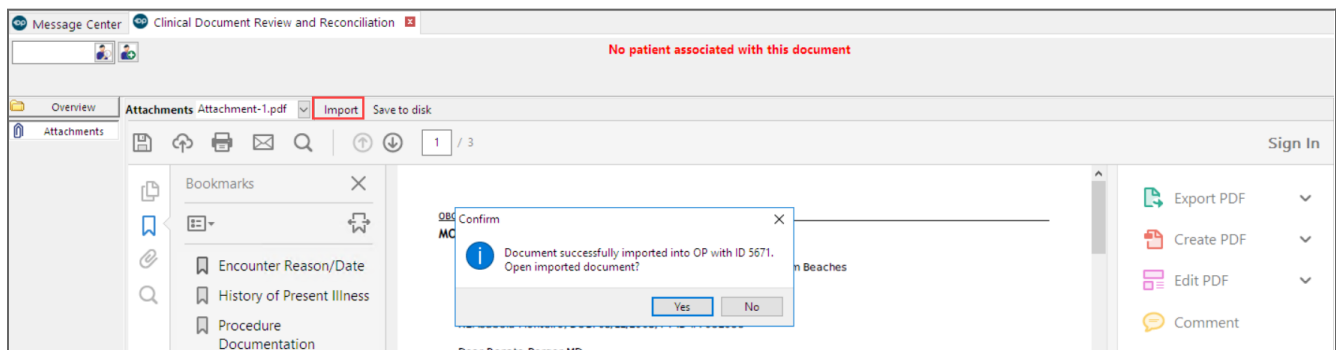 Message Center Clinical Document Review and Reconciliation
No patient associated with this document
Overview
Attachments Attachment-1.pdf Import Save to disk
Attachments
1 / 3
Sign In
Bookmarks
Encounter Reason/Date
History of Present Illness
Procedure
Documentation
Confirm
Document successfully imported into OP with ID 5671.
Open imported document?
Yes No
n Beaches
Export PDF
Create PDF
Edit PDF
Comment